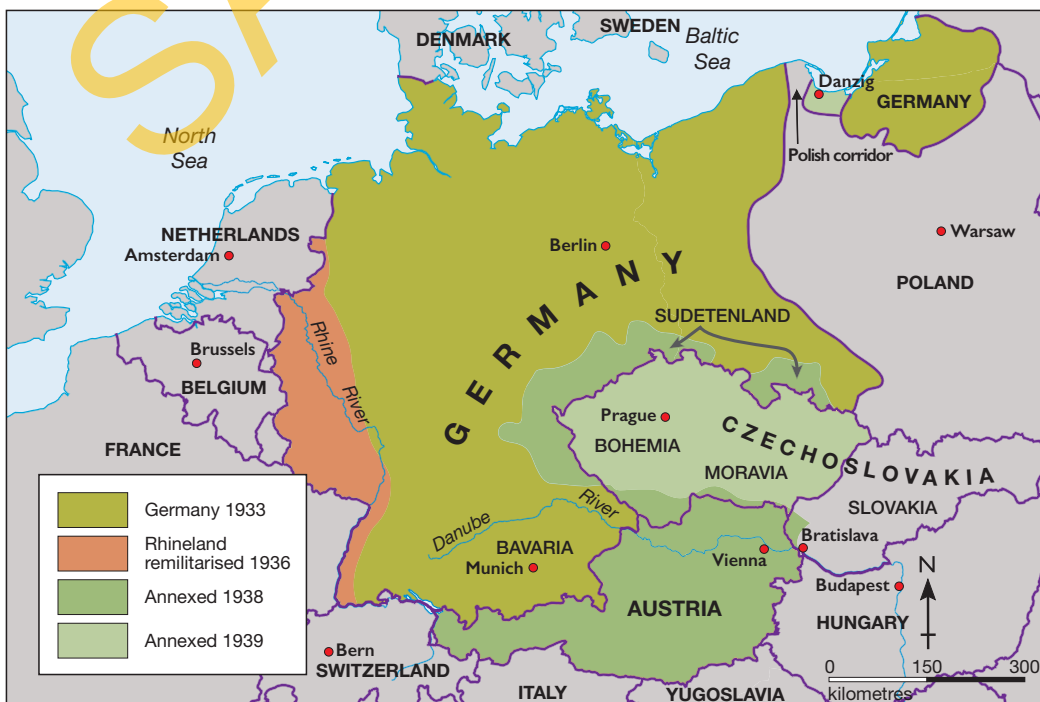 SWEDEN
DENMARK
Baltic
Sea
Danzig
GERMANY
North
Sea
Polish corridor
NETHERLANDS
Amsterdam
Berlin
Warsaw
GERMANY
POLAND
SUDETENLAND
Rhine
River
Brussels
BELGIUM
Prague
BOHEMIA
CZECHOSLOVAKIA
MORAVIA
FRANCE
SLOVAKIA
Germany 1933
Rhineland
remilitarised 1936
Annexed 1938
Annexed 1939
Danube
River
BAVARIA
Munich
Vienna
Bratislava
N
Budapest
AUSTRIA
HUNGARY
Bern
SWITZERLAND
ITALY
YUGOSLAVIA
0 150 300
kilometres